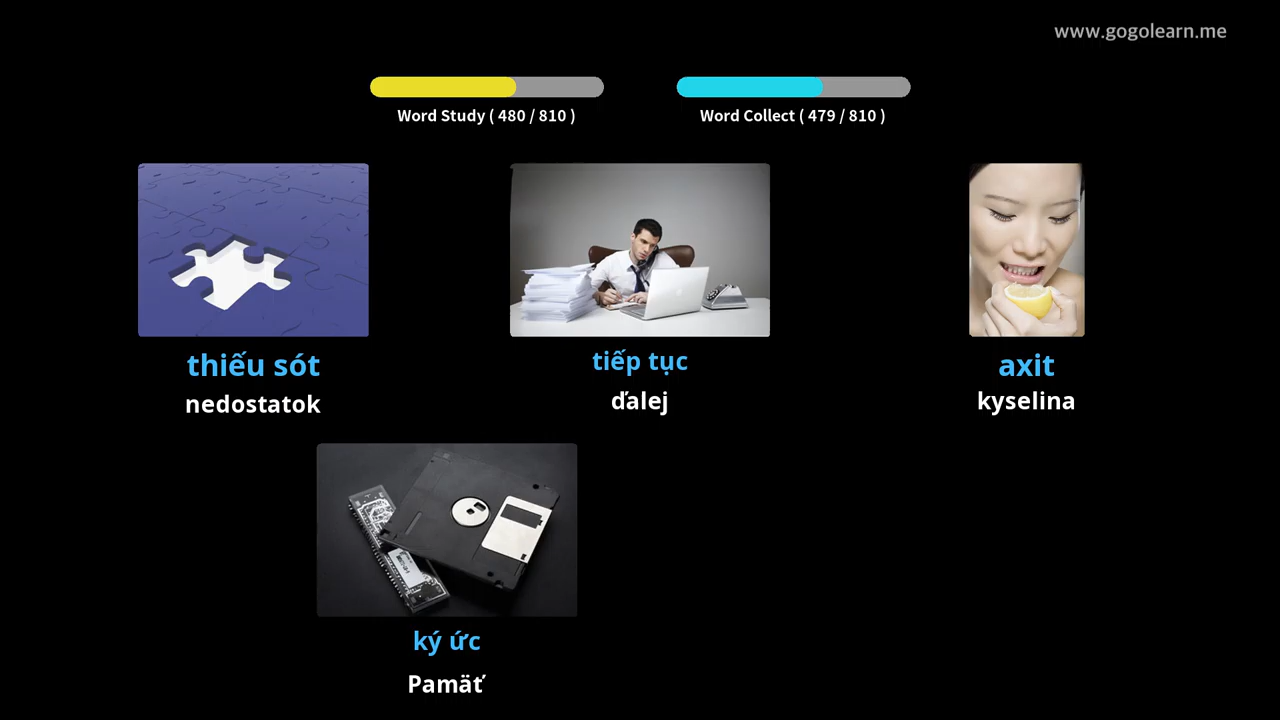 www.gogolearn.me
Word Study ( 480 / 810 )
Word Collect ( 479 / 810 )
thiếu sót
nedostatok
tiếp tục
ďalej
axit
kyselina
ký ức
Pamäť